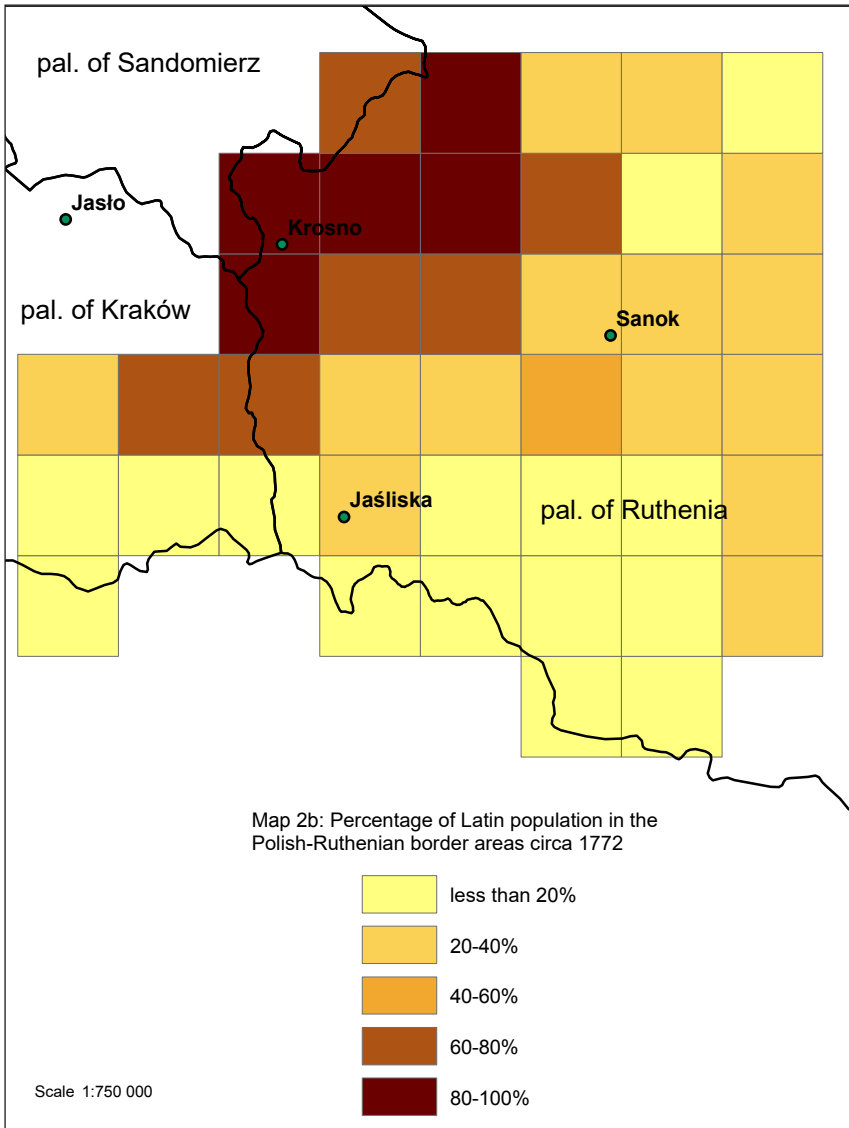 pal. of Sandomierz
Jasło
Krosno
pal. of Kraków
Sanok
Jaśliska
pal. of Ruthenia
Map 2b: Percentage of Latin population in the
Polish-Ruthenian border areas circa 1772
less than 20%
20-40%
40-60%
60-80%
80-100%
Scale 1:750 000